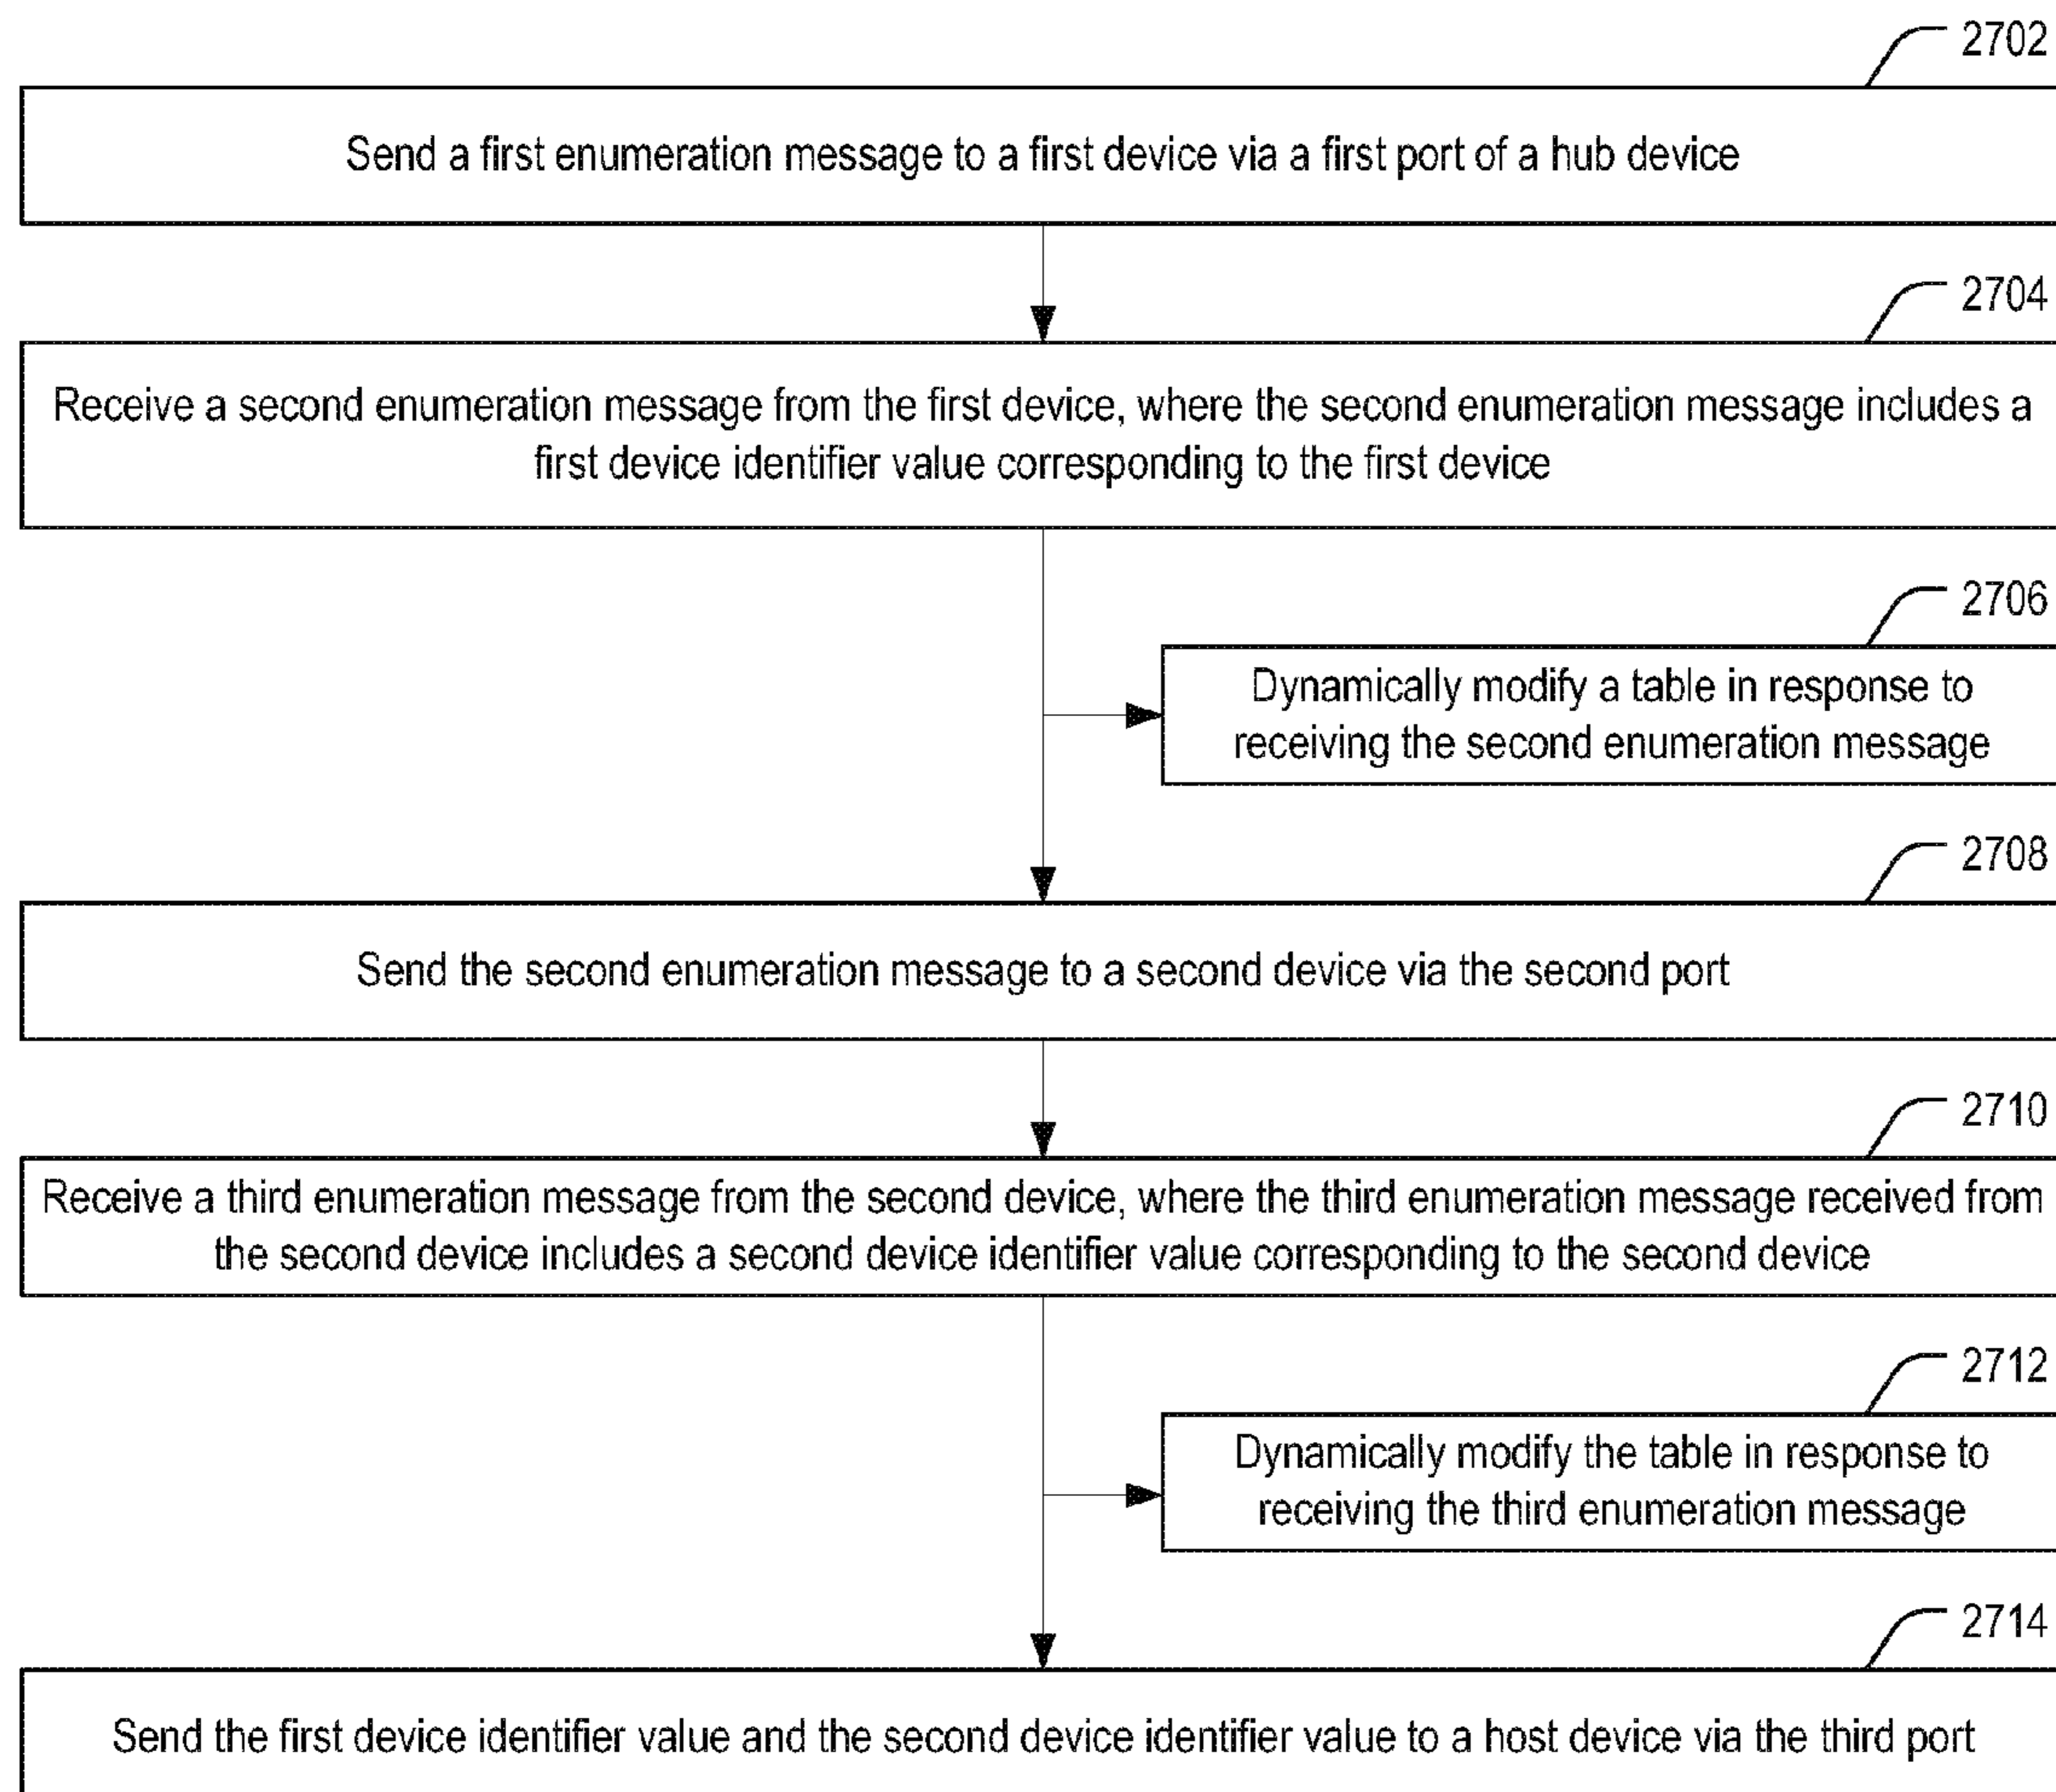 2702
Send a first enumeration message to a first device via a first port of a hub device
2704
Receive a second enumeration message from the first device, where the second enumeration message includes a
first device identifier value corresponding to the first device
2706
Dynamically modify a table in response to
receiving the second enumeration message
2708
Send the second enumeration message to a second device via the second port
2710
Receive a third enumeration message from the second device, where the third enumeration message received from
the second device includes a second device identifier value corresponding to the second device
2712
Dynamically modify the table in response to
receiving the third enumeration message
2714
Send the first device identifier value and the second device identifier value to a host device via the third port